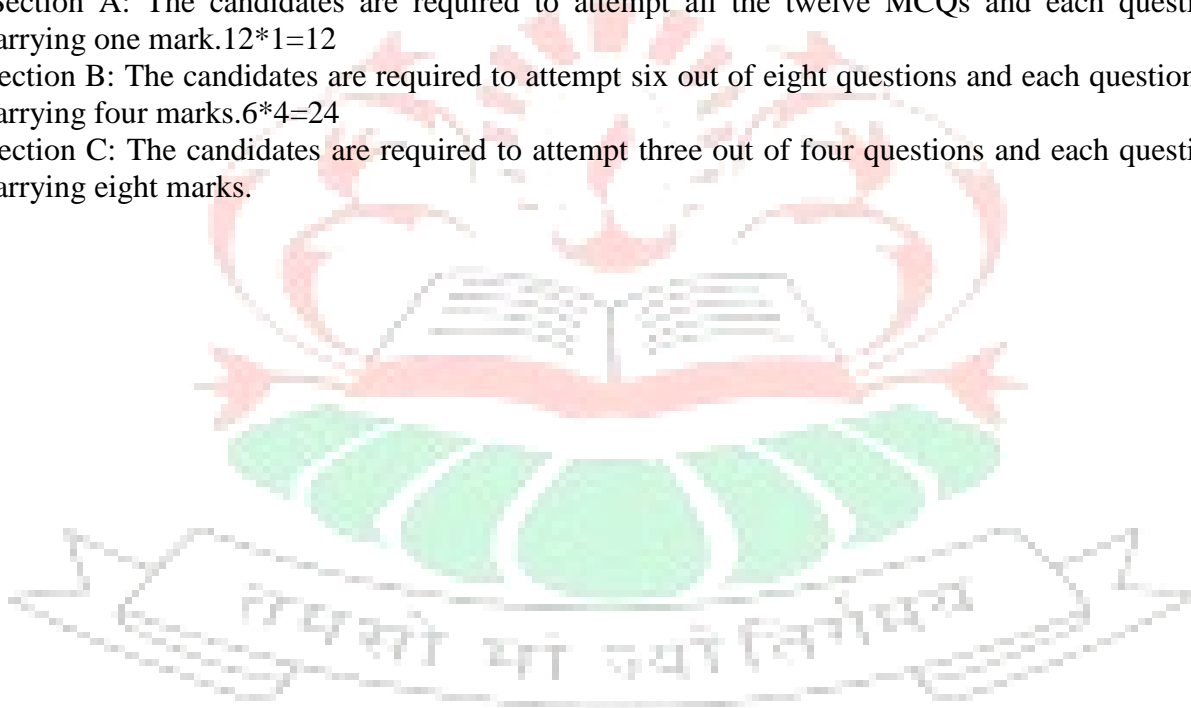 Section A: The candidates are required to attempt all the twelve MCQs and each questi
arrying one mark.12*1=12
ection B: The candidates are required to attempt six out of eight questions and each question
arrying four marks.6*4=24
ection C: The candidates are required to attempt three out of four questions and each questi
arrying eight marks.
तमसो मा ज्योतिर्गमय